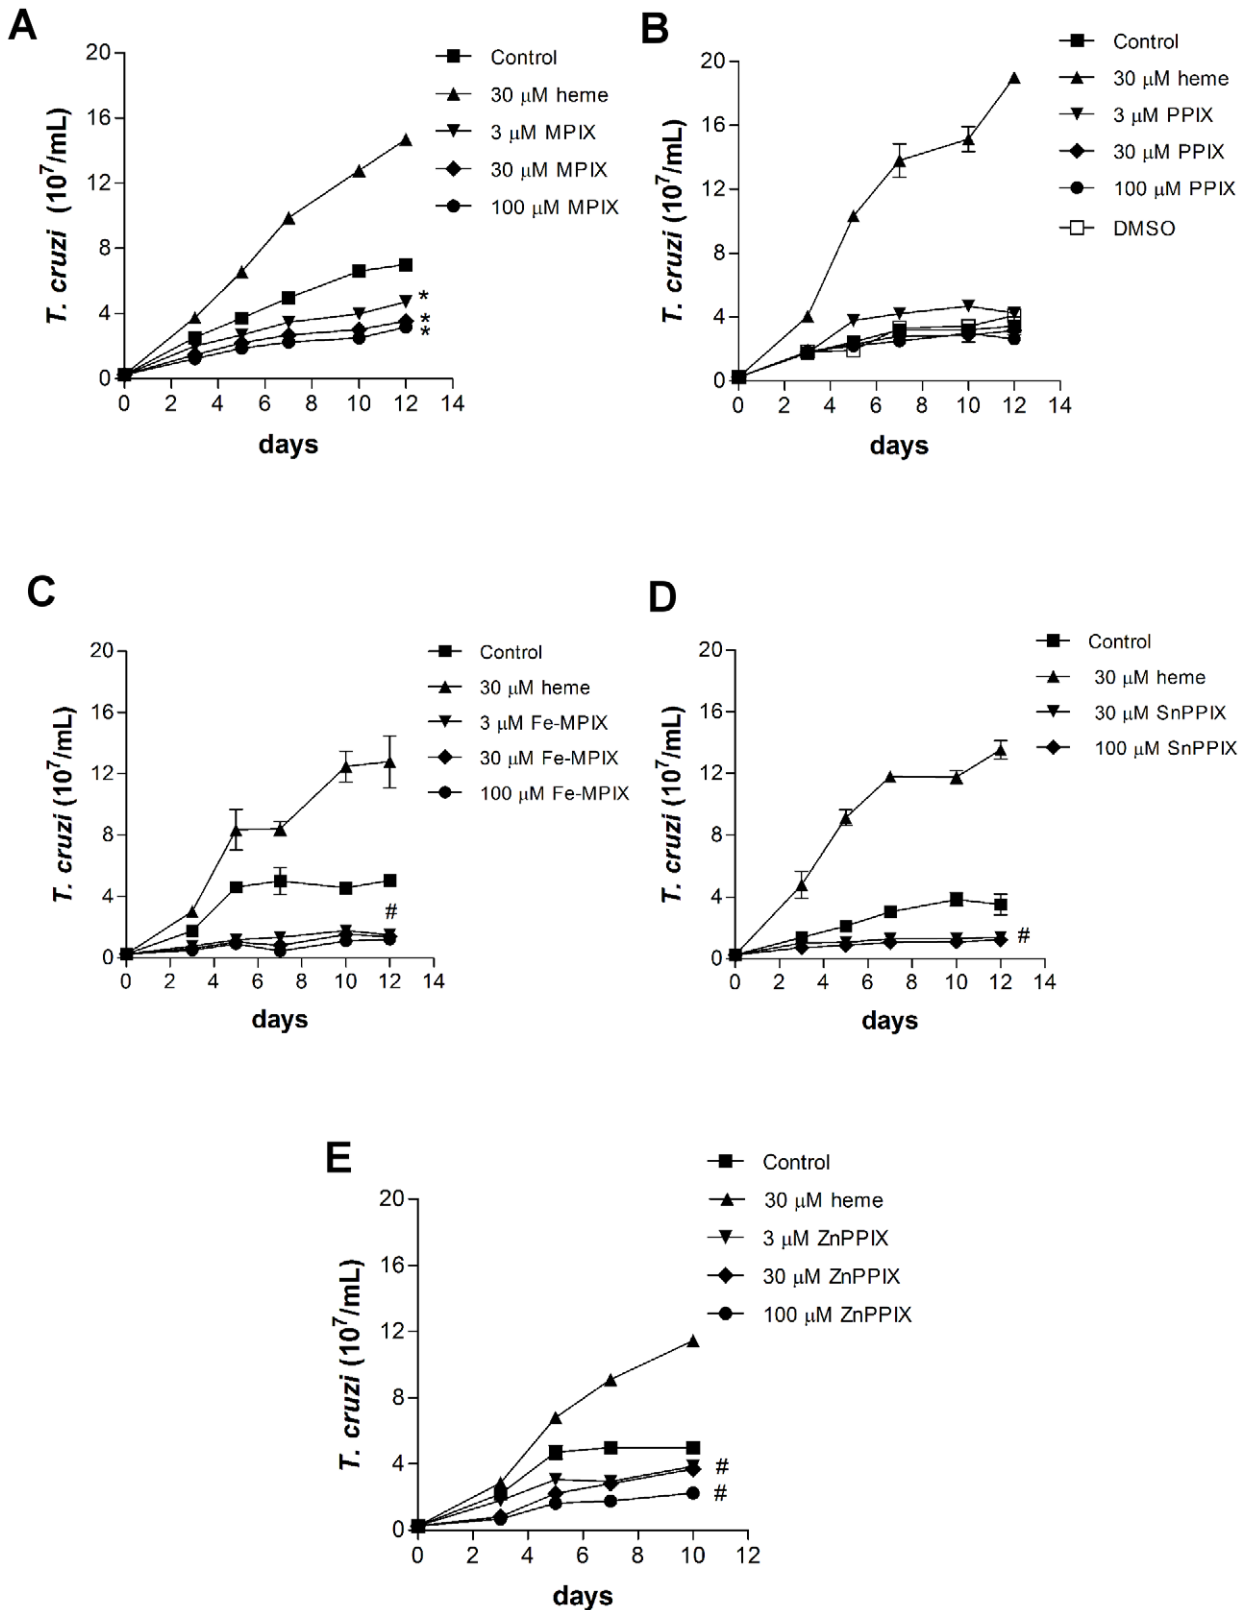 A
T. cruzi (10⁷/mL)
20
16
12
8
4
0
0 2 4 6 8 10 12 14
days
Control
30 µM heme
3 µM MPIX
30 µM MPIX
100 µM MPIX
*
*
*
B
T. cruzi (10⁷/mL)
20
16
12
8
4
0
0 2 4 6 8 10 12 14
days
Control
30 µM heme
3 µM PPIX
30 µM PPIX
100 µM PPIX
DMSO
C
T. cruzi (10⁷/mL)
20
16
12
8
4
0
0 2 4 6 8 10 12 14
days
Control
30 µM heme
3 µM Fe-MPIX
30 µM Fe-MPIX
100 µM Fe-MPIX
#
D
T. cruzi (10⁷/mL)
20
16
12
8
4
0
0 2 4 6 8 10 12 14
days
Control
30 µM heme
30 µM SnPPIX
100 µM SnPPIX
#
E
T. cruzi (10⁷/mL)
20
16
12
8
4
0
0 2 4 6 8 10 12
days
Control
30 µM heme
3 µM ZnPPIX
30 µM ZnPPIX
100 µM ZnPPIX
#
#